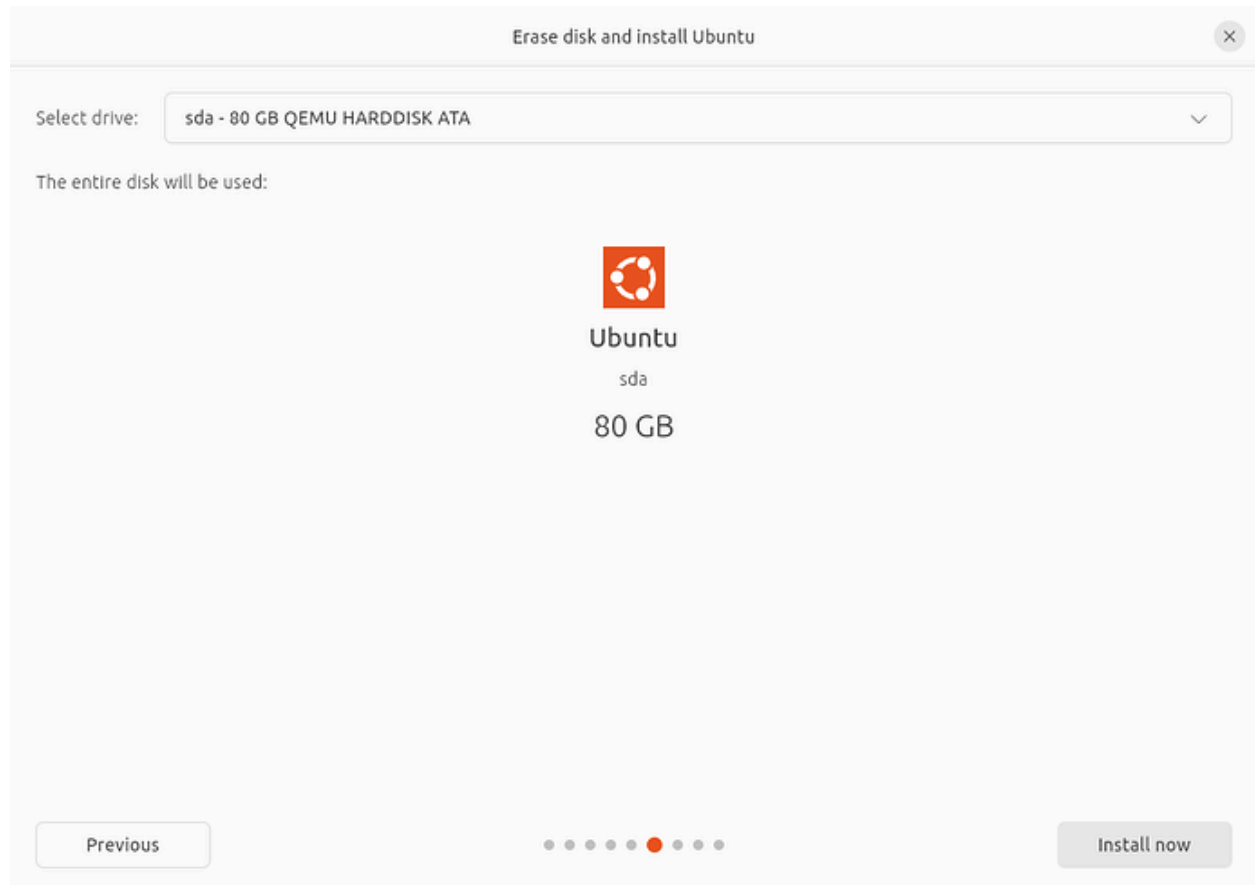 Erase disk and install Ubuntu
Select drive: sda - 80 GB QEMU HARDDISK ATA
The entire disk will be used:
Ubuntu
sda
80 GB
Previous
Install now